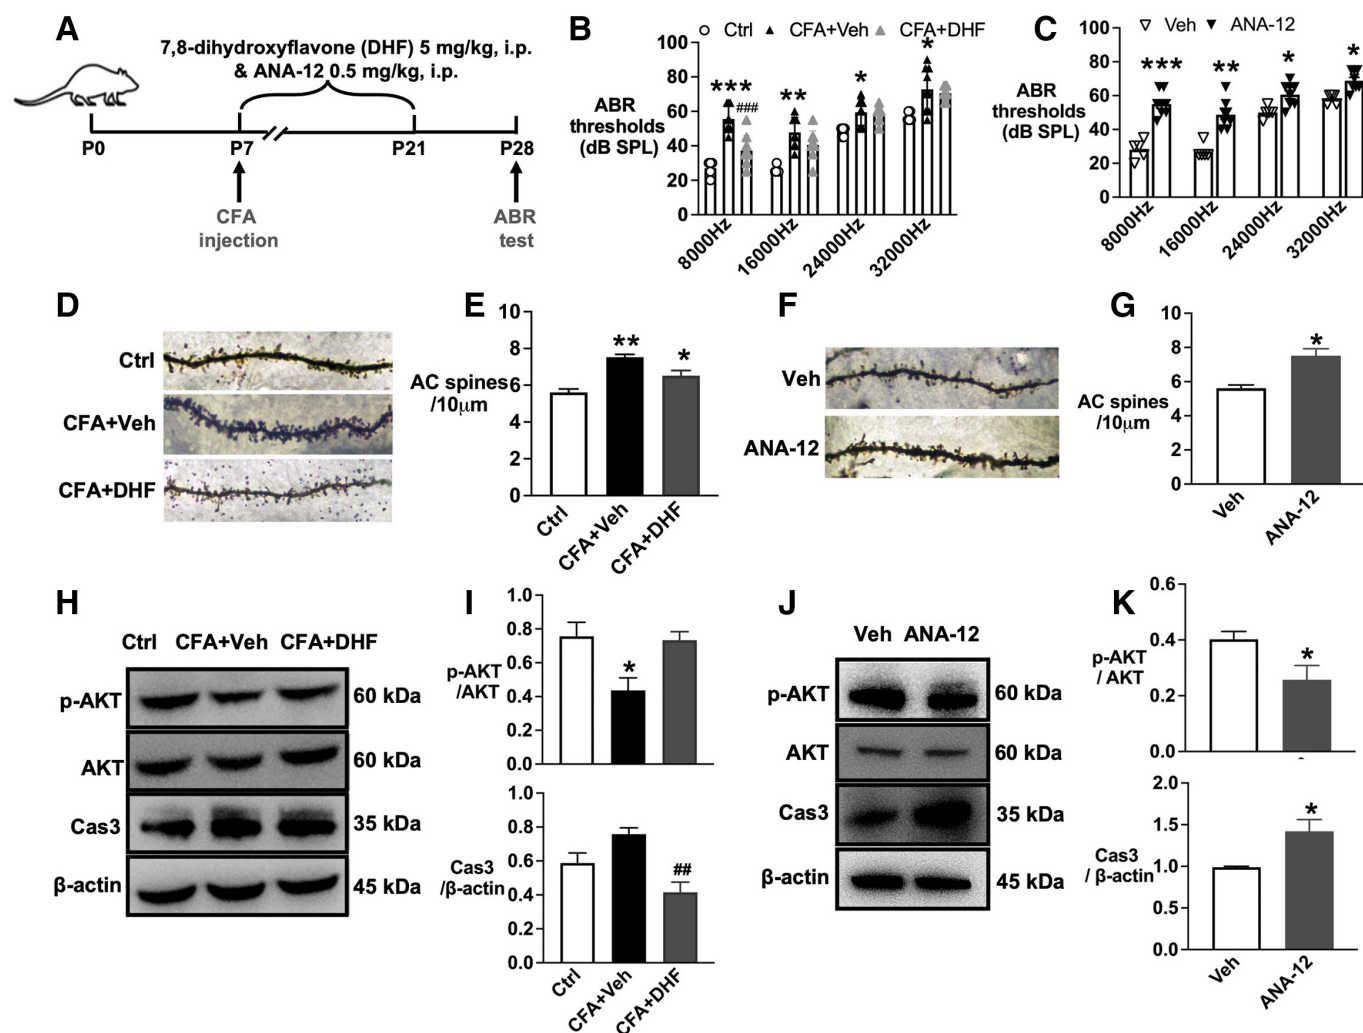 A
7,8-dihydroxyflavone (DHF) 5 mg/kg, i.p.
& ANA-12 0.5 mg/kg, i.p.
P0
P7
P21
P28
CFA
injection
ABR
test
B
Ctrl
CFA+Veh
CFA+DHF
ABR
thresholds
(dB SPL)
100
80
60
40
20
0
***
###
**
*
*
8000Hz
16000Hz
24000Hz
32000Hz
C
Veh
ANA-12
ABR
thresholds
(dB SPL)
100
80
60
40
20
0
***
**
*
*
8000Hz
16000Hz
24000Hz
32000Hz
D
Ctrl
CFA+Veh
CFA+DHF
E
AC spines
/10μm
10
8
6
4
2
0
**
*
Ctrl
CFA+Veh
CFA+DHF
F
Veh
ANA-12
G
AC spines
/10μm
10
8
6
4
2
0
*
Veh
ANA-12
H
Ctrl CFA+Veh CFA+DHF
p-AKT 60 kDa
AKT 60 kDa
Cas3 35 kDa
β-actin 45 kDa
I
p-AKT
/AKT
1.0
0.8
0.6
0.4
0.2
0.0
*
Cas3
/β-actin
1.0
0.8
0.6
0.4
0.2
0.0
##
Ctrl
CFA+Veh
CFA+DHF
J
Veh ANA-12
p-AKT 60 kDa
AKT 60 kDa
Cas3 35 kDa
β-actin 45 kDa
K
p-AKT
/ AKT
0.6
0.4
0.2
0.0
*
Cas3
/ β-actin
2.0
1.5
1.0
0.5
0.0
*
Veh
ANA-12